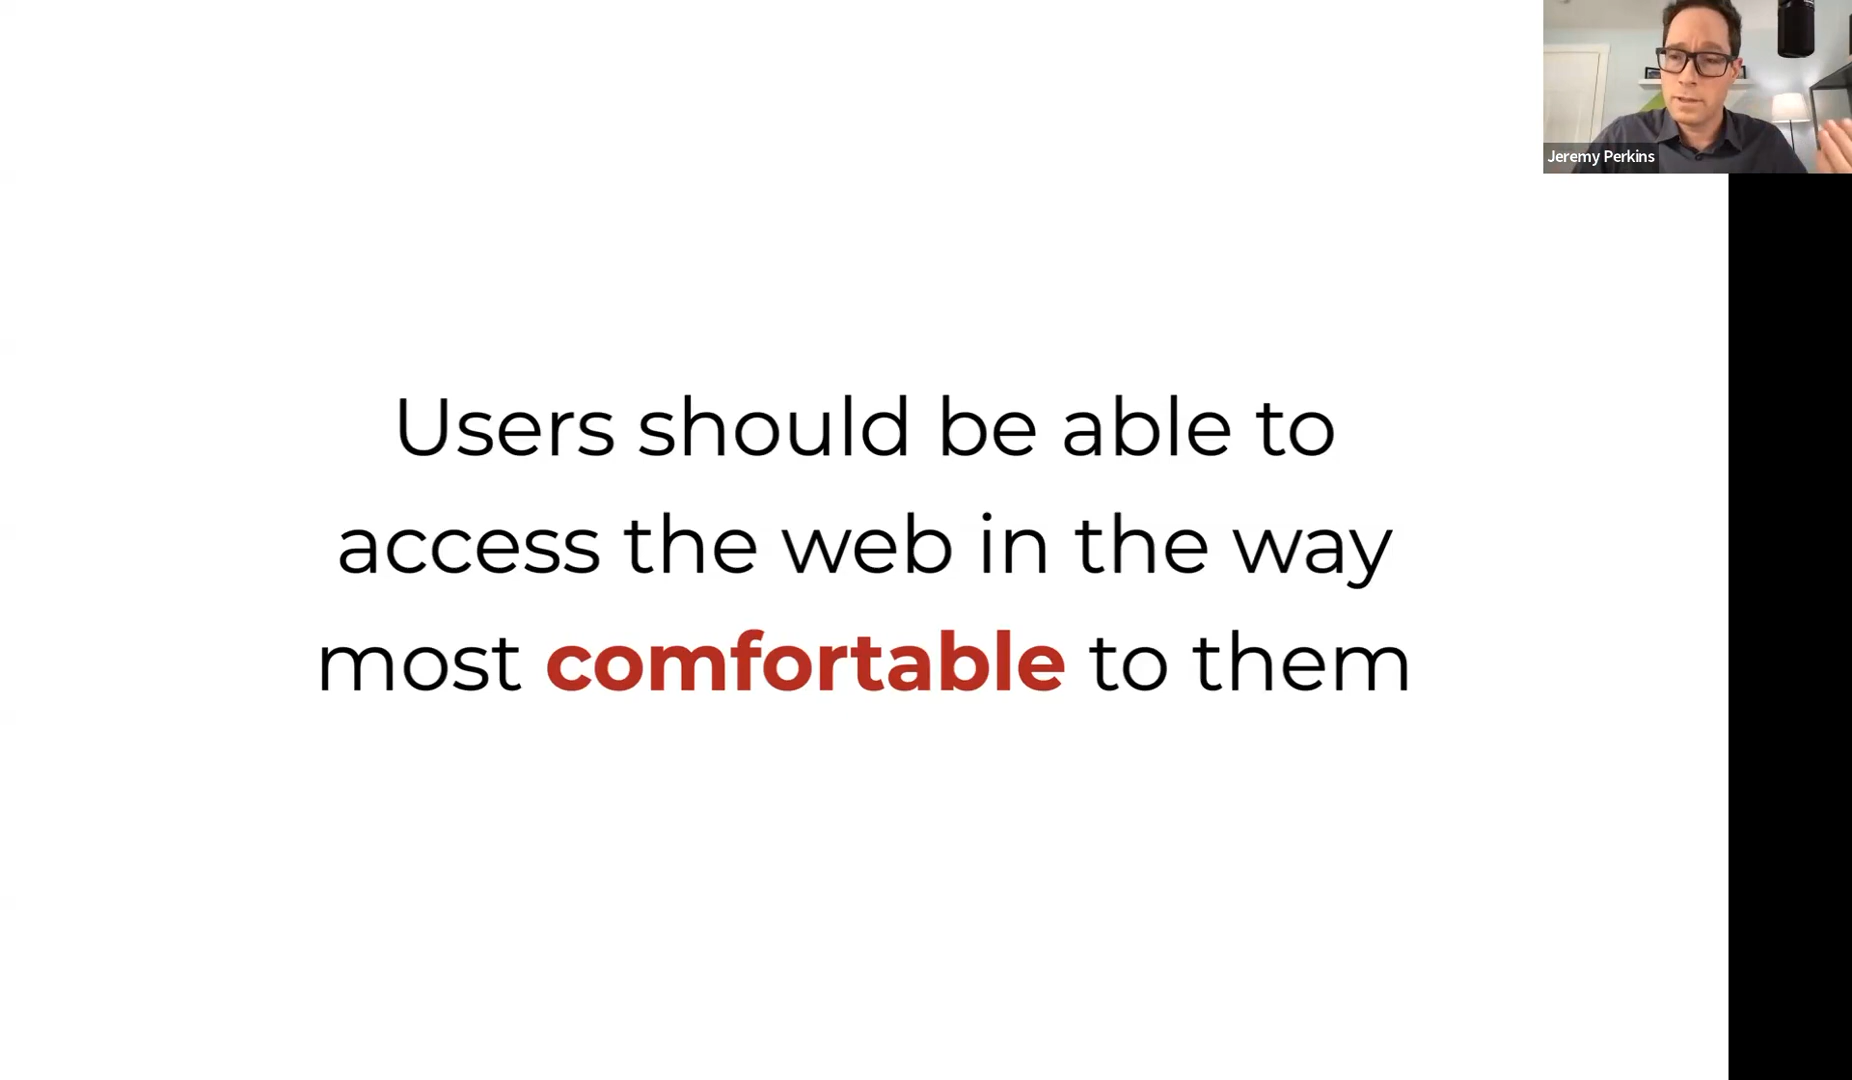 Jeremy Perkins
Users should be able to
access the web in the way
most comfortable to them